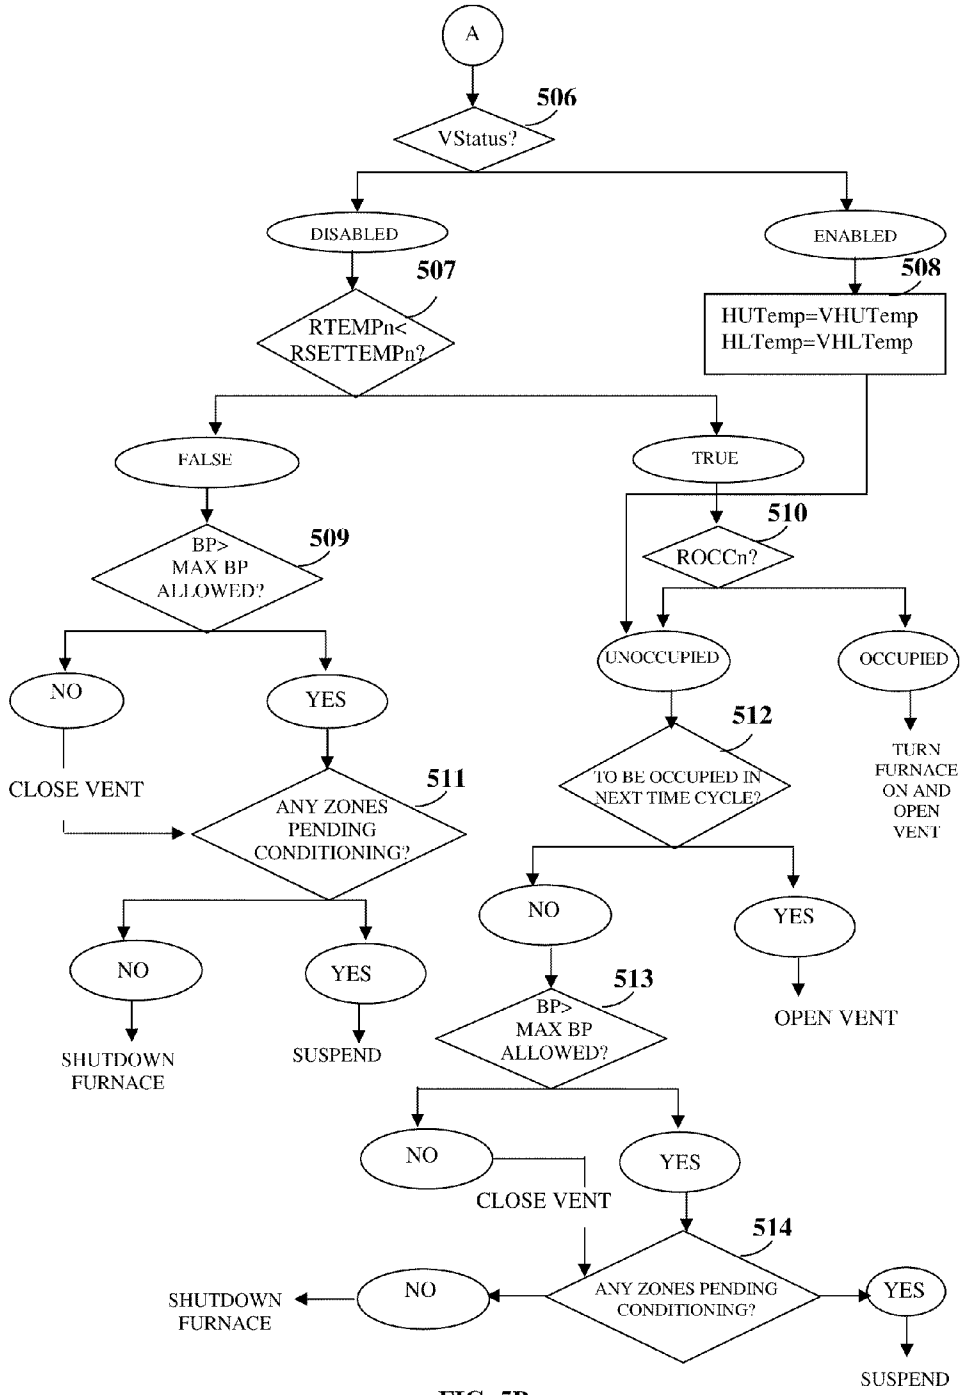 A
506
VStatus?
DISABLED
ENABLED
507
508
RTEMPn<
RSETTEMPn?
HUTemp=VHUTemp
HLTemp=VHLTemp
FALSE
TRUE
509
510
BP>
MAX BP
ALLOWED?
ROCCn?
NO
YES
UNOCCUPIED
OCCUPIED
CLOSE VENT
511
512
ANY ZONES
PENDING
CONDITIONING?
TO BE OCCUPIED IN
NEXT TIME CYCLE?
TURN
FURNACE
ON AND
OPEN
VENT
NO
YES
NO
YES
SHUTDOWN
FURNACE
SUSPEND
513
BP>
MAX BP
ALLOWED?
OPEN VENT
NO
YES
CLOSE VENT
514
ANY ZONES PENDING
CONDITIONING?
NO
YES
SHUTDOWN
FURNACE
SUSPEND
FIG. 5B